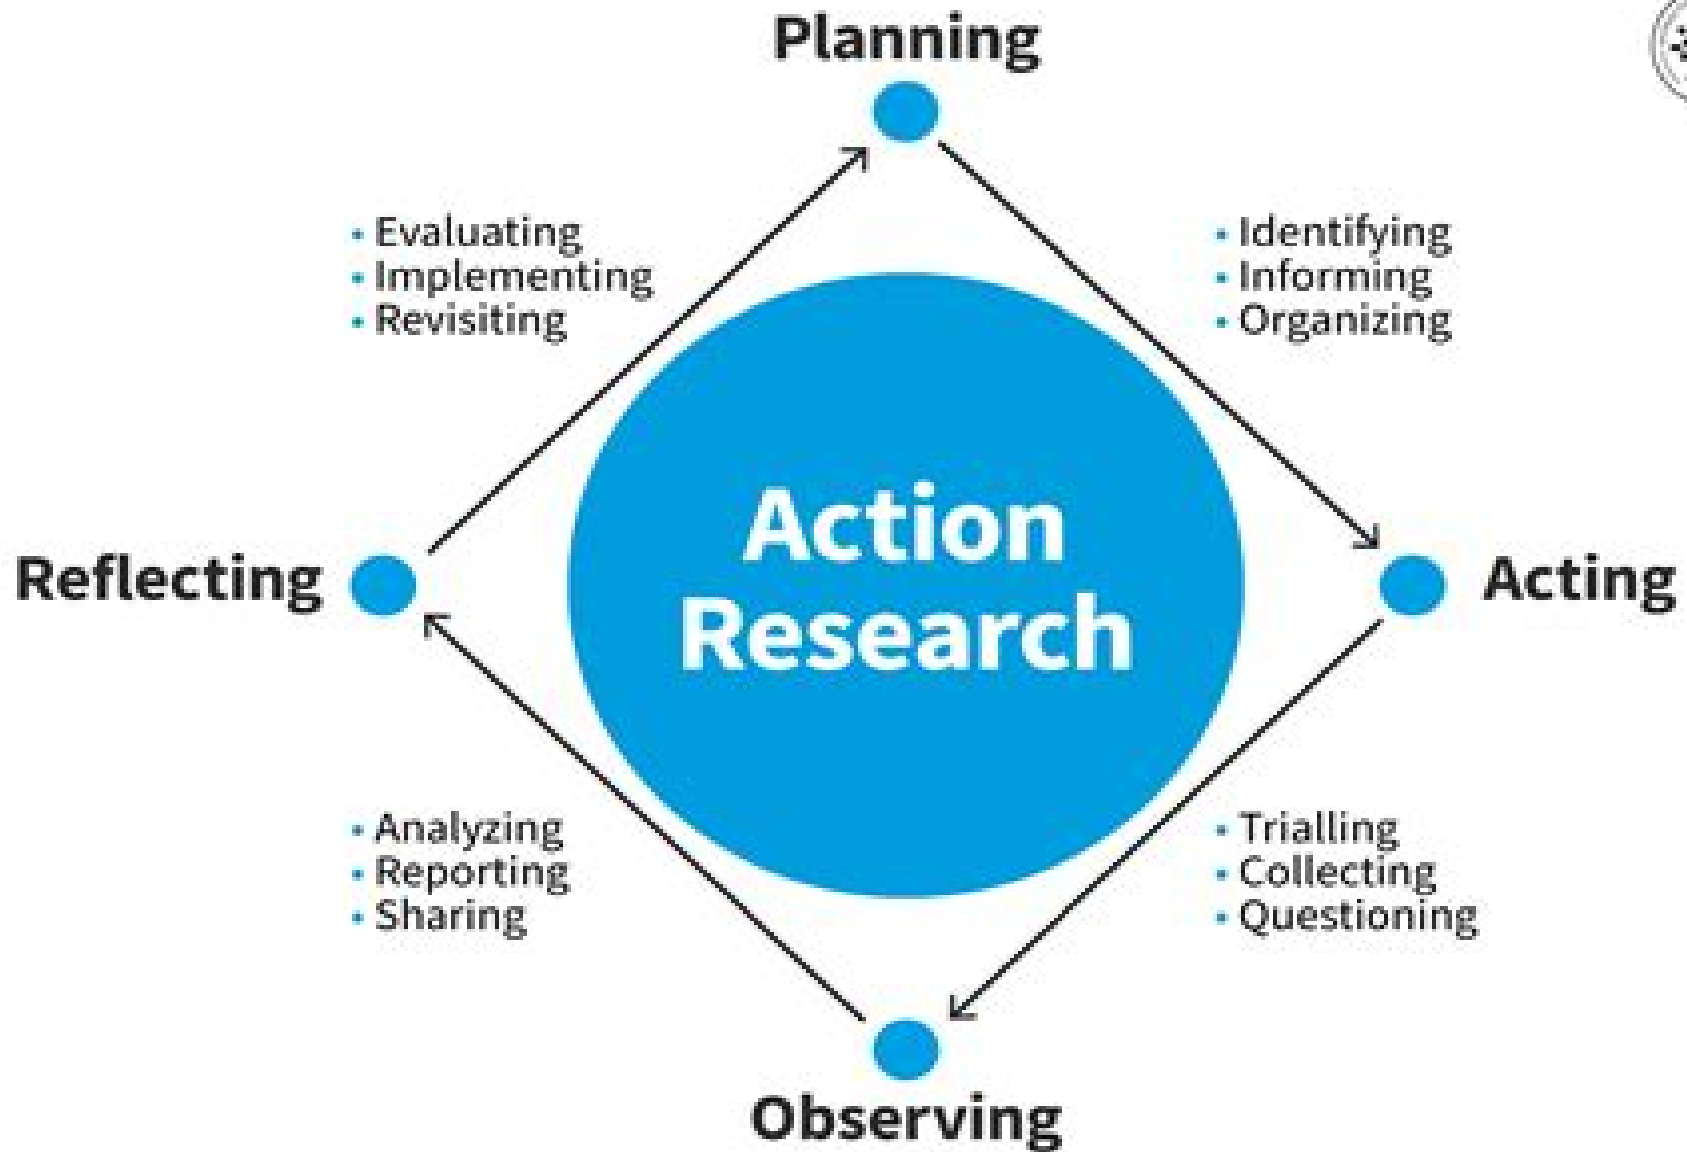 Planning
• Evaluating
• Implementing
• Revisiting
• Identifying
• Informing
• Organizing
Reflecting
Action
Research
Acting
• Analyzing
• Reporting
• Sharing
• Trialling
• Collecting
• Questioning
Observing